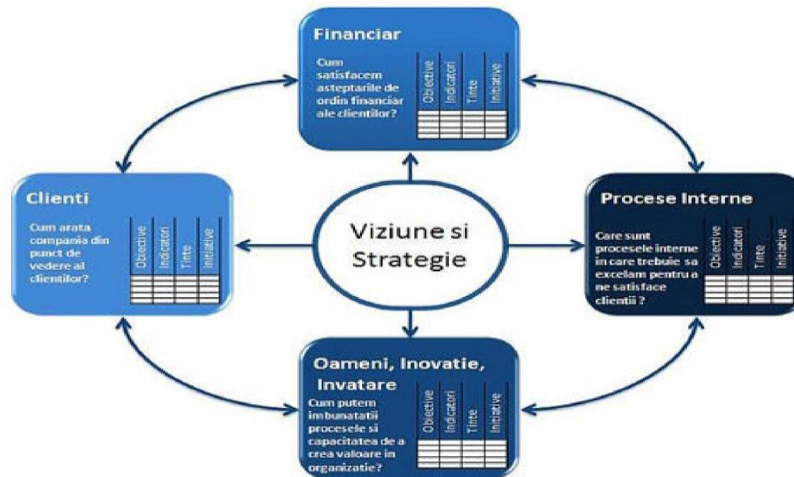 Financiar
Cum
satisfacem
asteptarile de
ordin financiar
ale clientilor?
Obiective
Indicatori
Tinte
Initiative
Clienti
Cum arata
compania din
punct de
vedere al
clientilor?
Obiective
Indicatori
Tinte
Initiative
Viziune si
Strategie
Procese Interne
Care sunt
procesele interne
in care trebuie sa
excelam pentru a
ne satisface
clientii ?
Obiective
Indicatori
Tinte
Initiative
Oameni, Inovatie,
Invatare
Cum putem
imbunatatii
procesele si
capacitatea de a
crea valoare in
organizatie?
Obiective
Indicatori
Tinte
Initiative